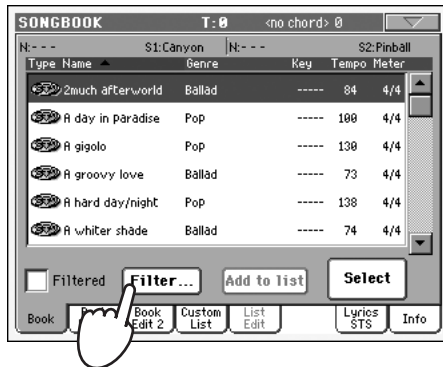 SONGBOOK T:0 <no chord> 0
N:- - - S1:Canyon N:- - - S2:Pinball
Type Name Genre Key Tempo Meter
2much afterworld Ballad ----- 84 4/4
A day in paradise Pop ----- 100 4/4
A gigolo Pop ----- 130 4/4
A groovy love Ballad ----- 73 4/4
A hard day/night Pop ----- 138 4/4
A whiter shade Ballad ----- 74 4/4
Filtered Filter... Add to list Select
Book Book Edit 2 Custom List List Edit Lyrics STS Info